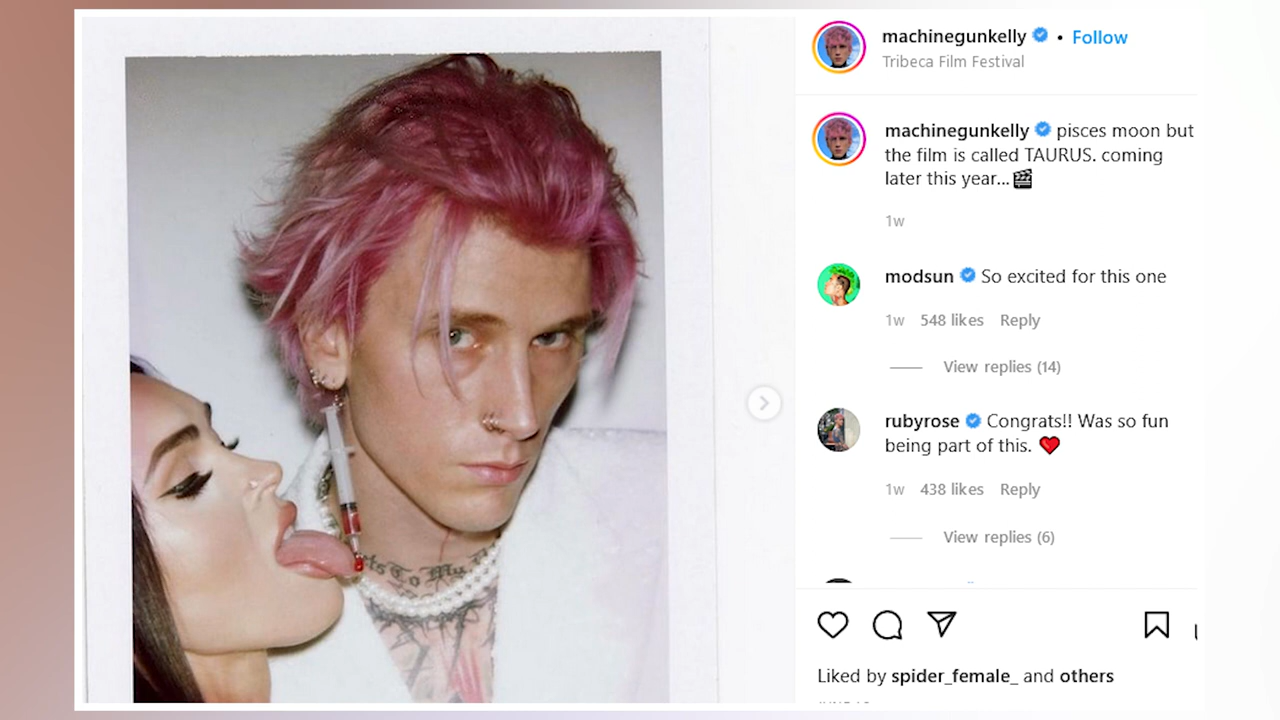 machinegunkelly • Follow
Tribeca Film Festival
machinegunkelly pisces moon but
the film is called TAURUS. coming
later this year...🎬
1w
modsun So excited for this one
1w 548 likes Reply
View replies (14)
rubyrose Congrats!! Was so fun
being part of this. ❤️
1w 438 likes Reply
View replies (6)
Liked by spider_female_ and others